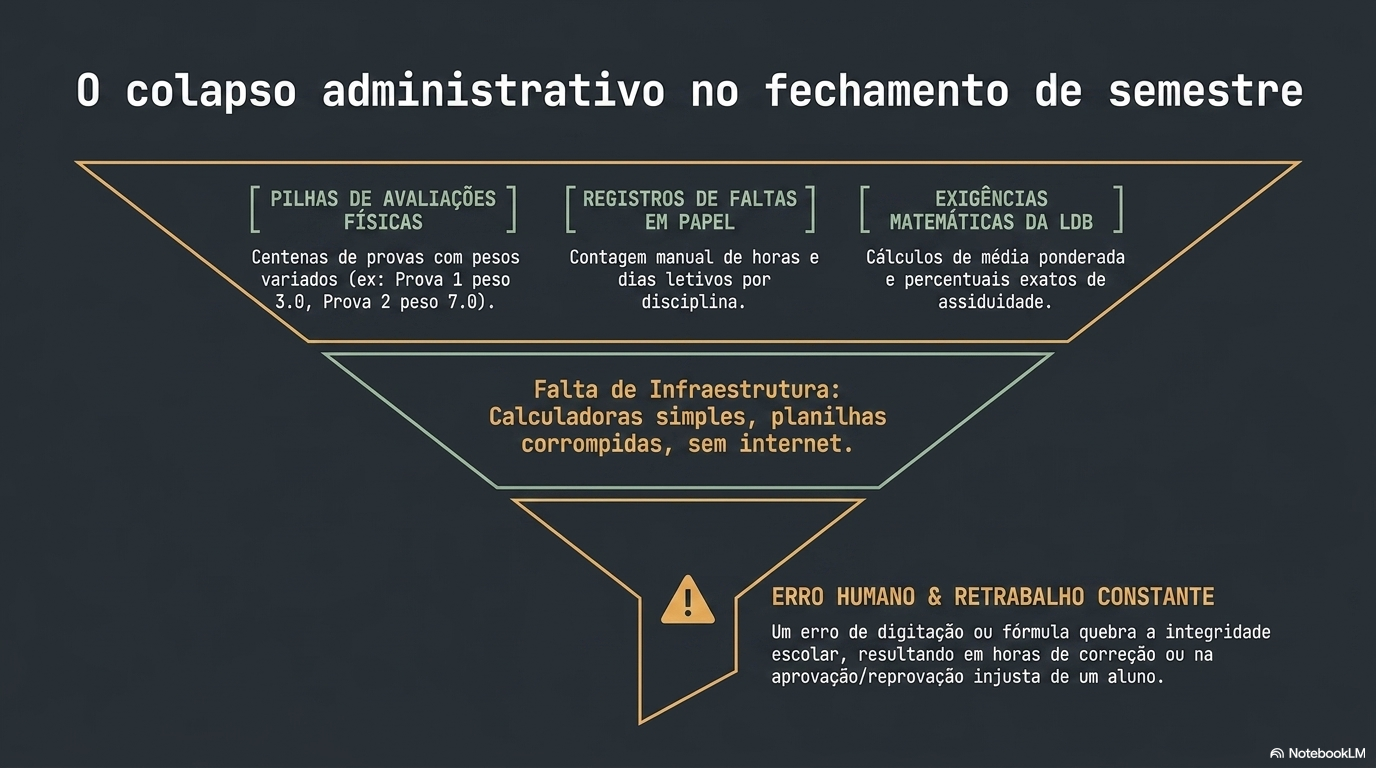 O colapso administrativo no fechamento de semestre
PILHAS DE AVALIAÇÕES
FÍSICAS
Centenas de provas com pesos
variados (ex: Prova 1 peso
3.0, Prova 2 peso 7.0).
REGISTROS DE FALTAS
EM PAPEL
Contagem manual de horas e
dias letivos por
disciplina.
EXIGÊNCIAS
MATEMÁTICAS DA LDB
Cálculos de média ponderada
e percentuais exatos de
assiduidade.
Falta de Infraestrutura:
Calculadoras simples, planilhas
corrompidas, sem internet.
ERRO HUMANO & RETRABALHO CONSTANTE
Um erro de digitação ou fórmula quebra a integridade
escolar, resultando em horas de correção ou na
aprovação/reprovação injusta de um aluno.
NotebookLM